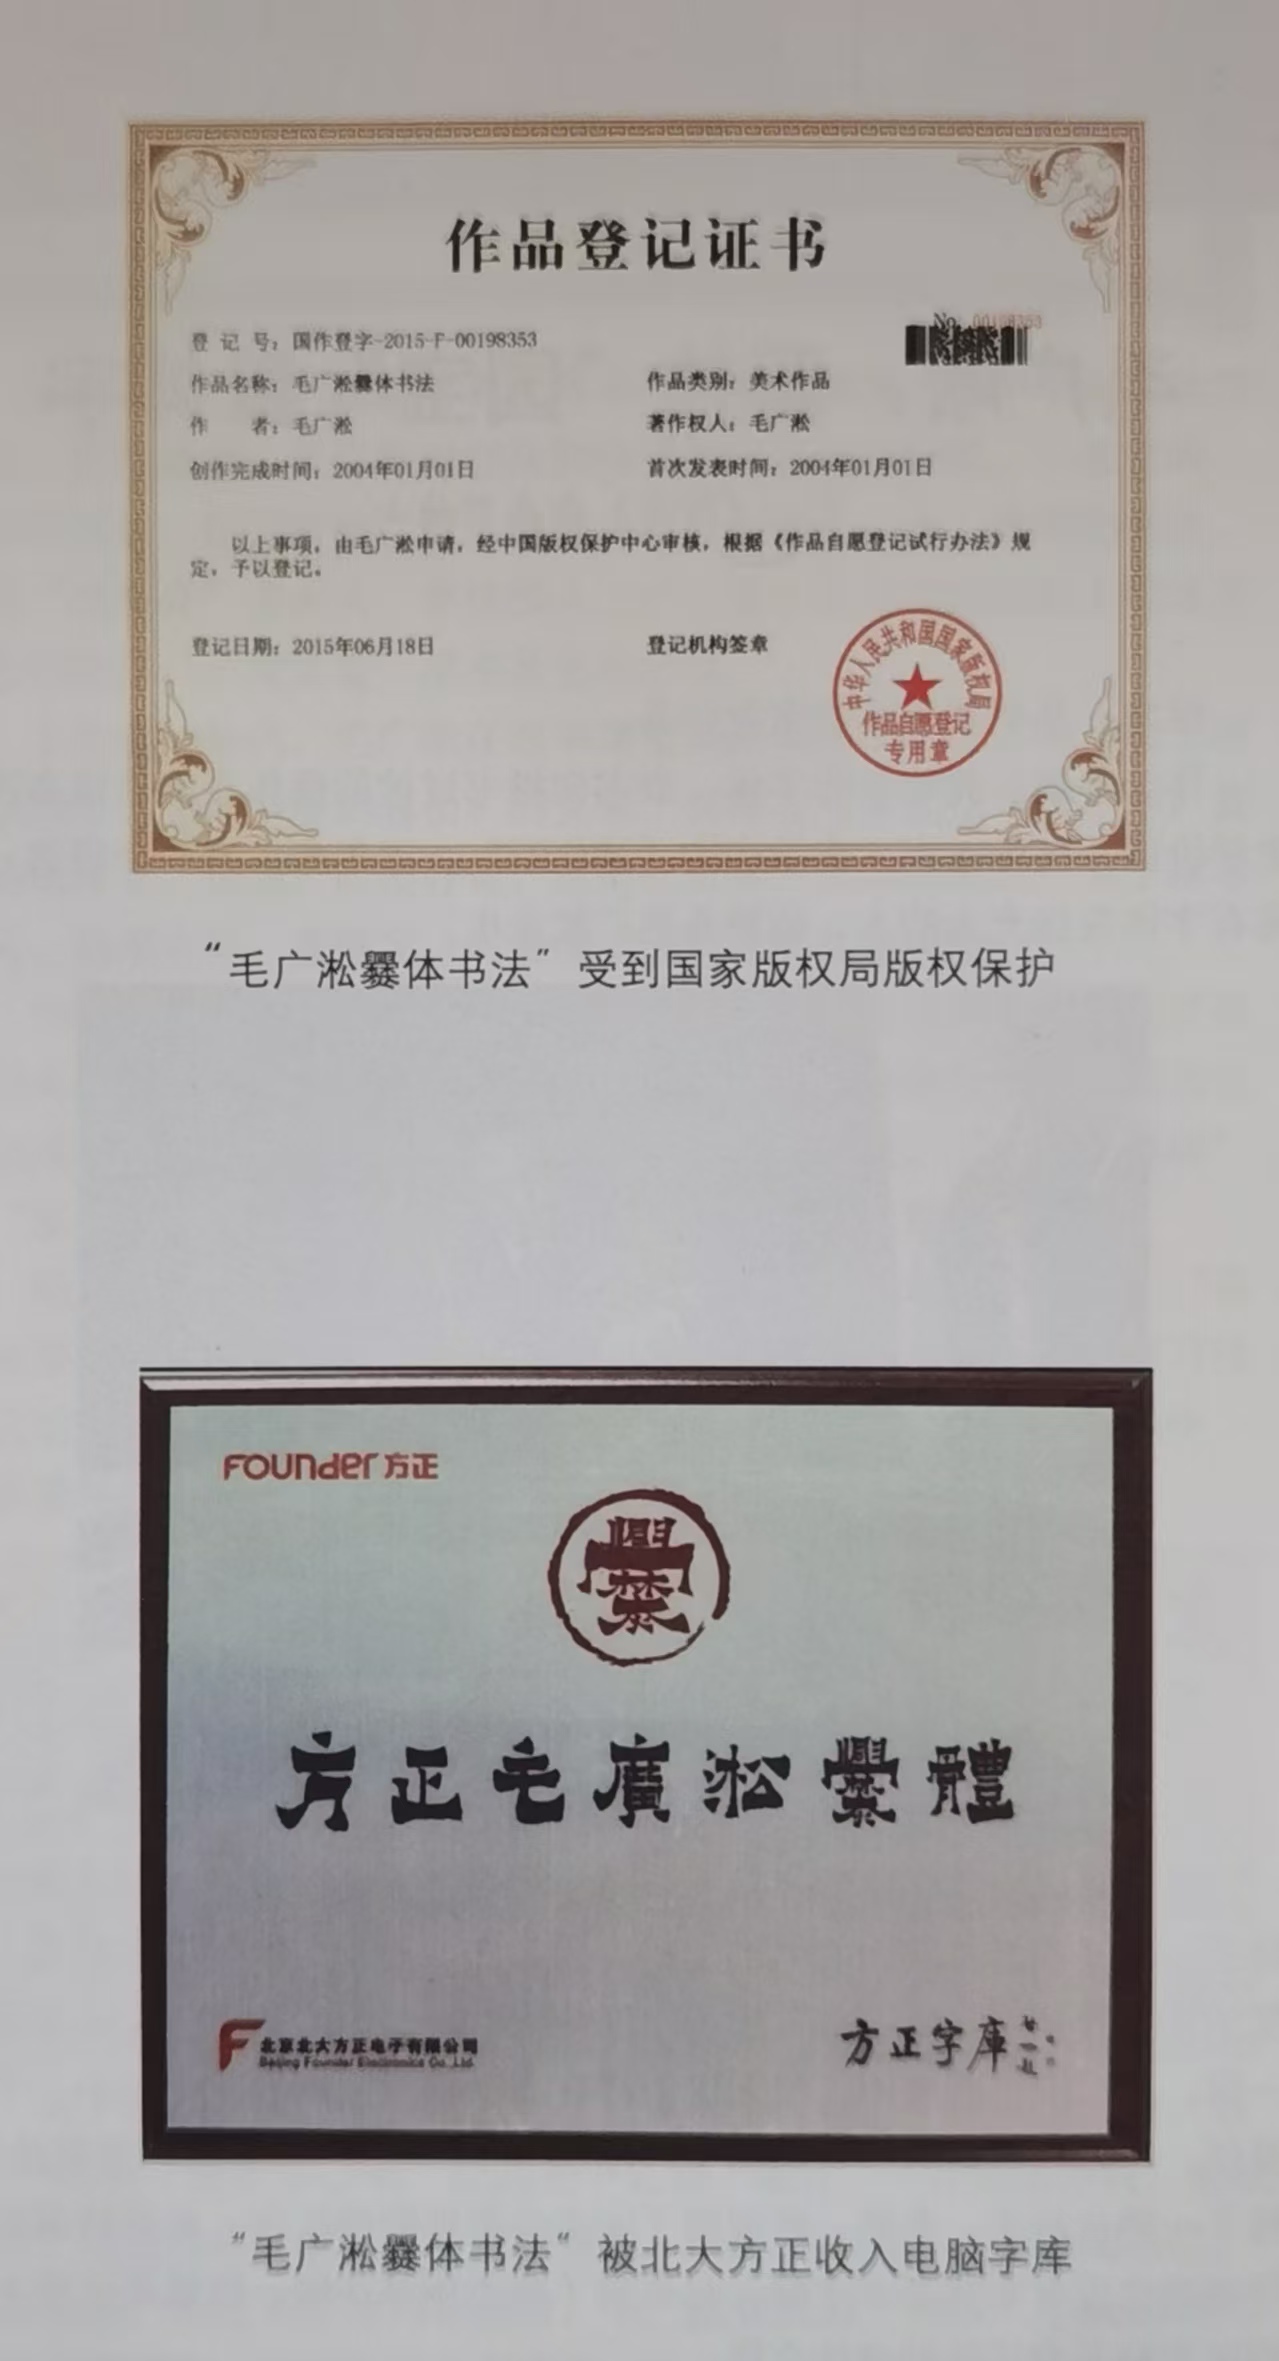 作品登记证书
No. 00198353
登 记 号：国作登字-2015-F-00198353
作品名称：毛广淞爨体书法 作品类别：美术作品
作 者：毛广淞 著作权人：毛广淞
创作完成时间：2004年01月01日 首次发表时间：2004年01月01日
以上事项，由毛广淞申请，经中国版权保护中心审核，根据《作品自愿登记试行办法》规
定，予以登记。
登记日期：2015年06月18日 登记机构签章
中华人民共和国国家版权局
作品自愿登记
专用章
“毛广淞爨体书法”受到国家版权局版权保护
Founder 方正
爨
方正毛廣淞爨體
北京北大方正电子有限公司
Beijing Founder Electronics Co.,Ltd.
方正字庫
“毛广淞爨体书法”被北大方正收入电脑字库